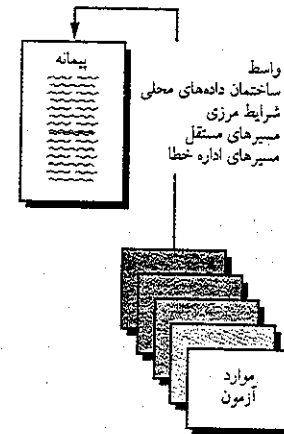 پیمانه
واسط
ساختمان داده‌های محلی
شرایط مرزی
مسیرهای مستقل
مسیرهای اداره خطا
موارد
آزمون